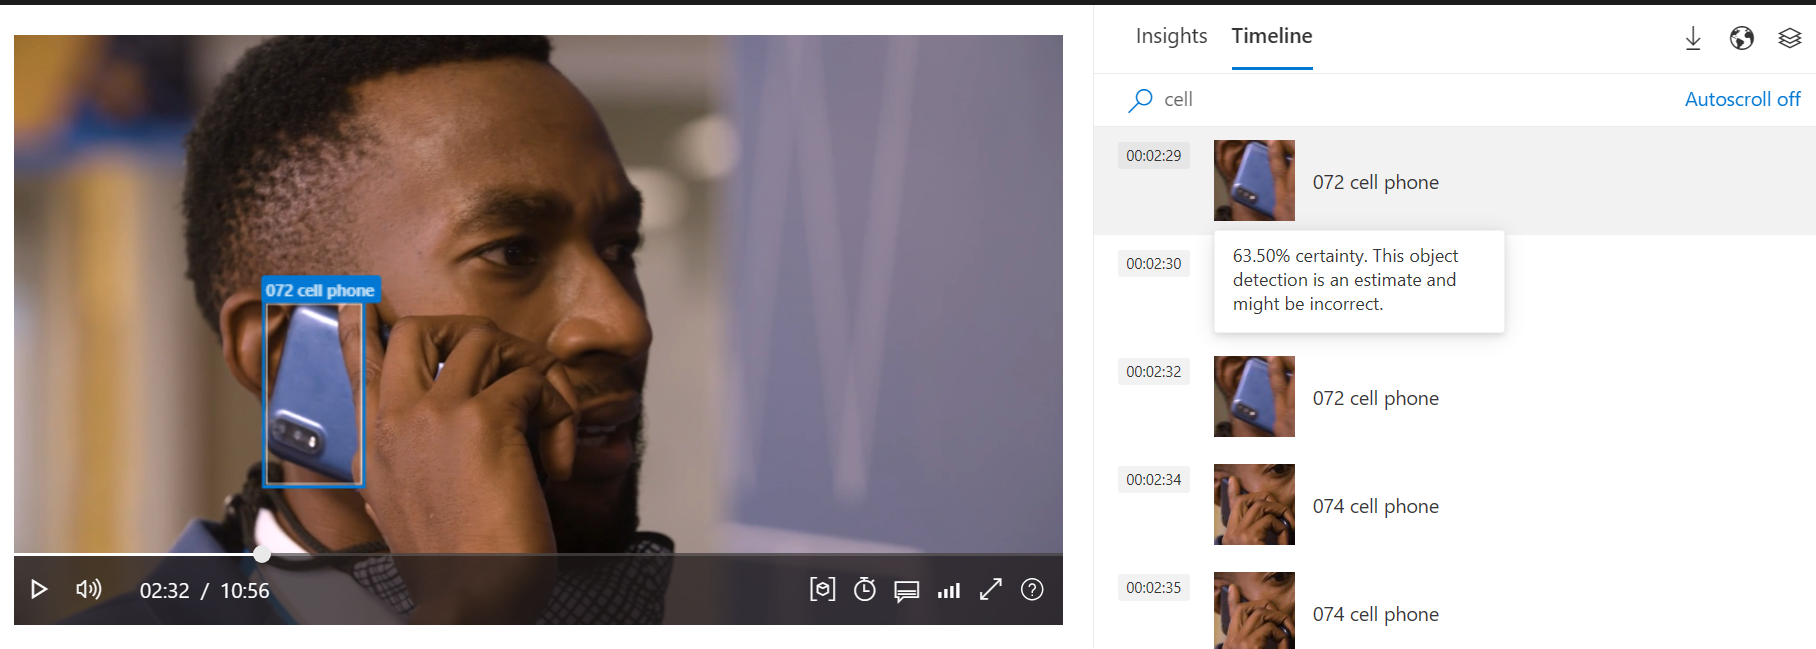 072 cell phone
02:32 / 10:56
Insights Timeline
cell
Autoscroll off
00:02:29
072 cell phone
00:02:30
63.50% certainty. This object
detection is an estimate and
might be incorrect.
00:02:32
072 cell phone
00:02:34
074 cell phone
00:02:35
074 cell phone